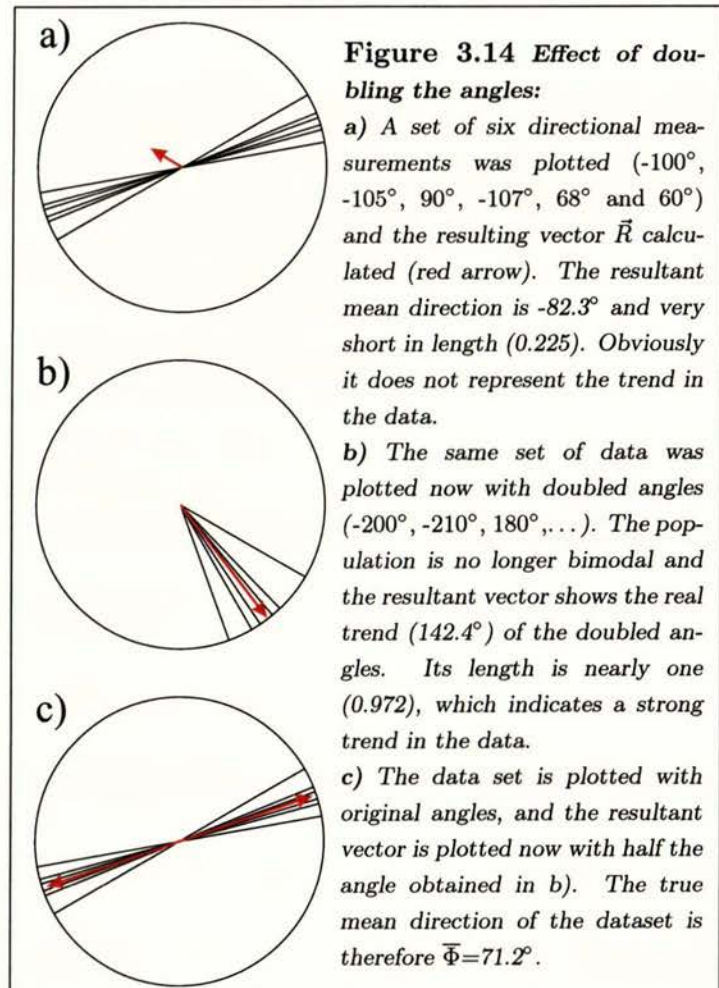 a)
Figure 3.14 Effect of dou-
bling the angles:
a) A set of six directional mea-
surements was plotted (-100°,
-105°, 90°, -107°, 68° and 60°)
and the resulting vector R⃗ calcu-
lated (red arrow). The resultant
mean direction is -82.3° and very
short in length (0.225). Obviously
it does not represent the trend in
the data.
b)
b) The same set of data was
plotted now with doubled angles
(-200°, -210°, 180°,...). The pop-
ulation is no longer bimodal and
the resultant vector shows the real
trend (142.4°) of the doubled an-
gles. Its length is nearly one
(0.972), which indicates a strong
trend in the data.
c)
c) The data set is plotted with
original angles, and the resultant
vector is plotted now with half the
angle obtained in b). The true
mean direction of the dataset is
therefore Φ̅=71.2°.